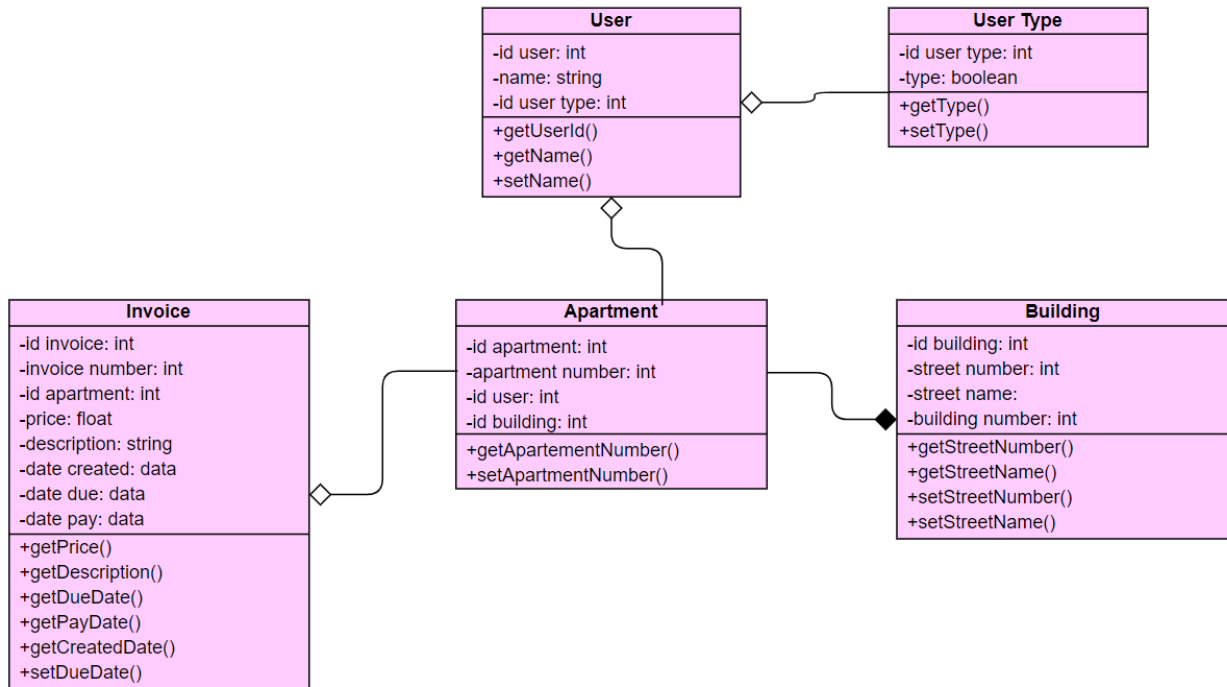 User
-id user: int
-name: string
-id user type: int
+getUserId()
+getName()
+setName()
User Type
-id user type: int
-type: boolean
+getType()
+setType()
Invoice
-id invoice: int
-invoice number: int
-id apartment: int
-price: float
-description: string
-date created: data
-date due: data
-date pay: data
+getPrice()
+getDescription()
+getDueDate()
+getPayDate()
+getCreatedDate()
+setDueDate()
Apartment
-id apartment: int
-apartment number: int
-id user: int
-id building: int
+getApartementNumber()
+setApartmentNumber()
Building
-id building: int
-street number: int
-street name:
-building number: int
+getStreetNumber()
+getStreetName()
+setStreetNumber()
+setStreetName()